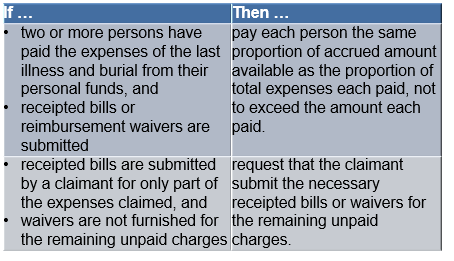 If …
Then …
• two or more persons have
paid the expenses of the last
illness and burial from their
personal funds, and
• receipted bills or
reimbursement waivers are
submitted
pay each person the same
proportion of accrued amount
available as the proportion of
total expenses each paid, not
to exceed the amount each
paid.
• receipted bills are submitted
by a claimant for only part of
the expenses claimed, and
• waivers are not furnished for
the remaining unpaid charges
request that the claimant
submit the necessary
receipted bills or waivers for
the remaining unpaid
charges.